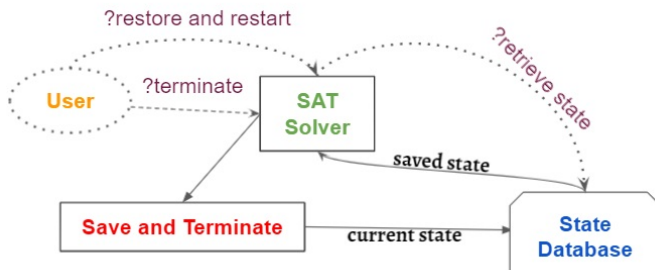 ?restore and restart
?retrieve state
?terminate
User
SAT
Solver
saved state
Save and Terminate
current state
State
Database